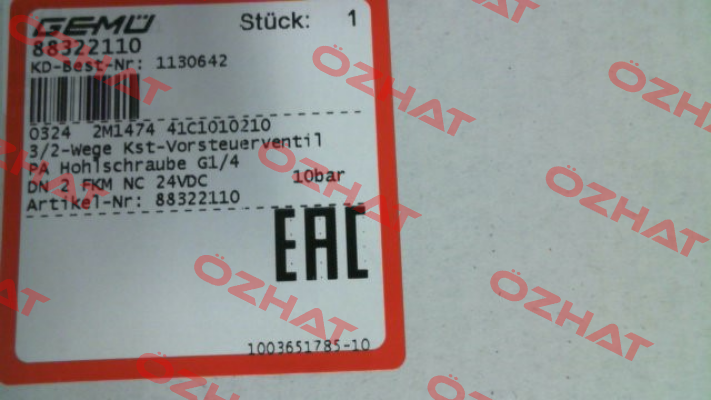 GEMÜ Stück: 1
88322110
KD-Best-Nr: 1130642
0324 2M1474 41C1010210
3/2-Wege Kst-Vorsteuerventil
PA Hohlschraube G1/4
DN 2 FKM NC 24VDC 10bar
Artikel-Nr: 88322110
EAC
1003651785-10
ÖZHAT
ÖZHAT
ÖZHAT
ÖZHAT
ÖZHAT
ÖZHAT
ÖZHAT
ÖZHAT